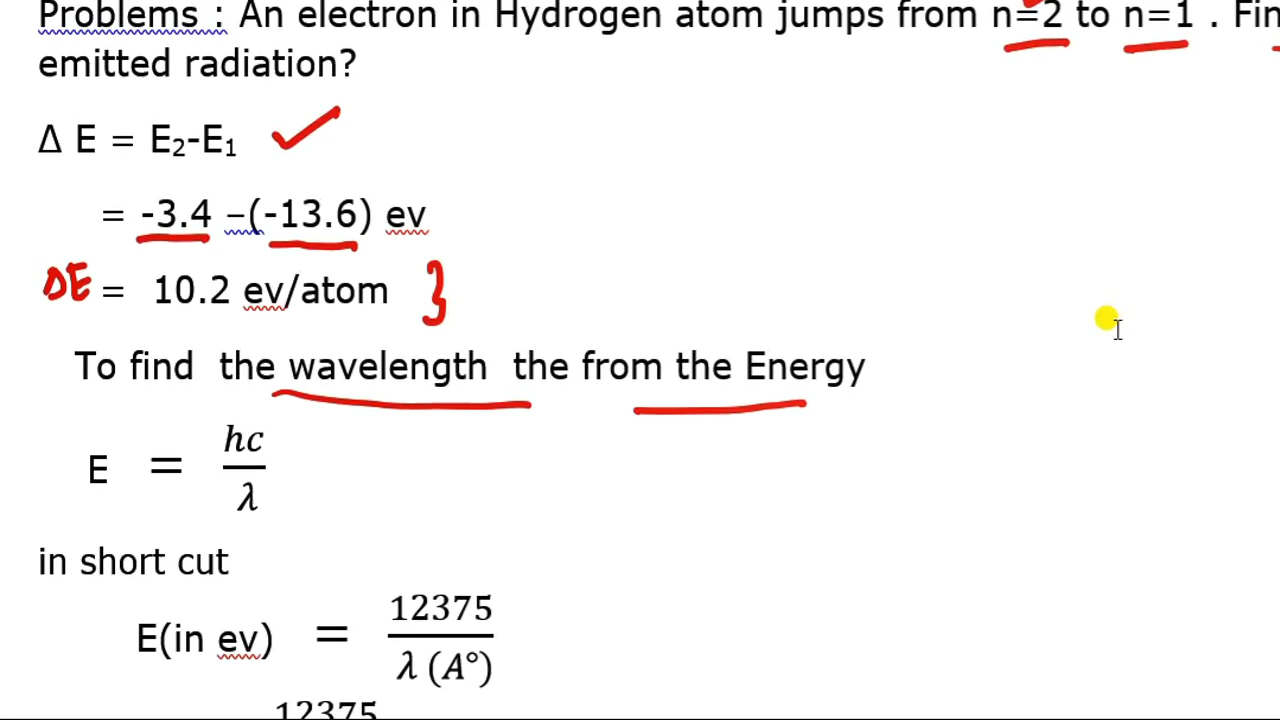 Problems : An electron in Hydrogen atom jumps from n=2 to n=1 . Fin
emitted radiation?
Δ E = E₂-E₁
= -3.4 –(-13.6) ev
ΔE = 10.2 ev/atom }
To find the wavelength the from the Energy
E = hc/λ
in short cut
E(in ev) = 12375/λ (A°)
12375